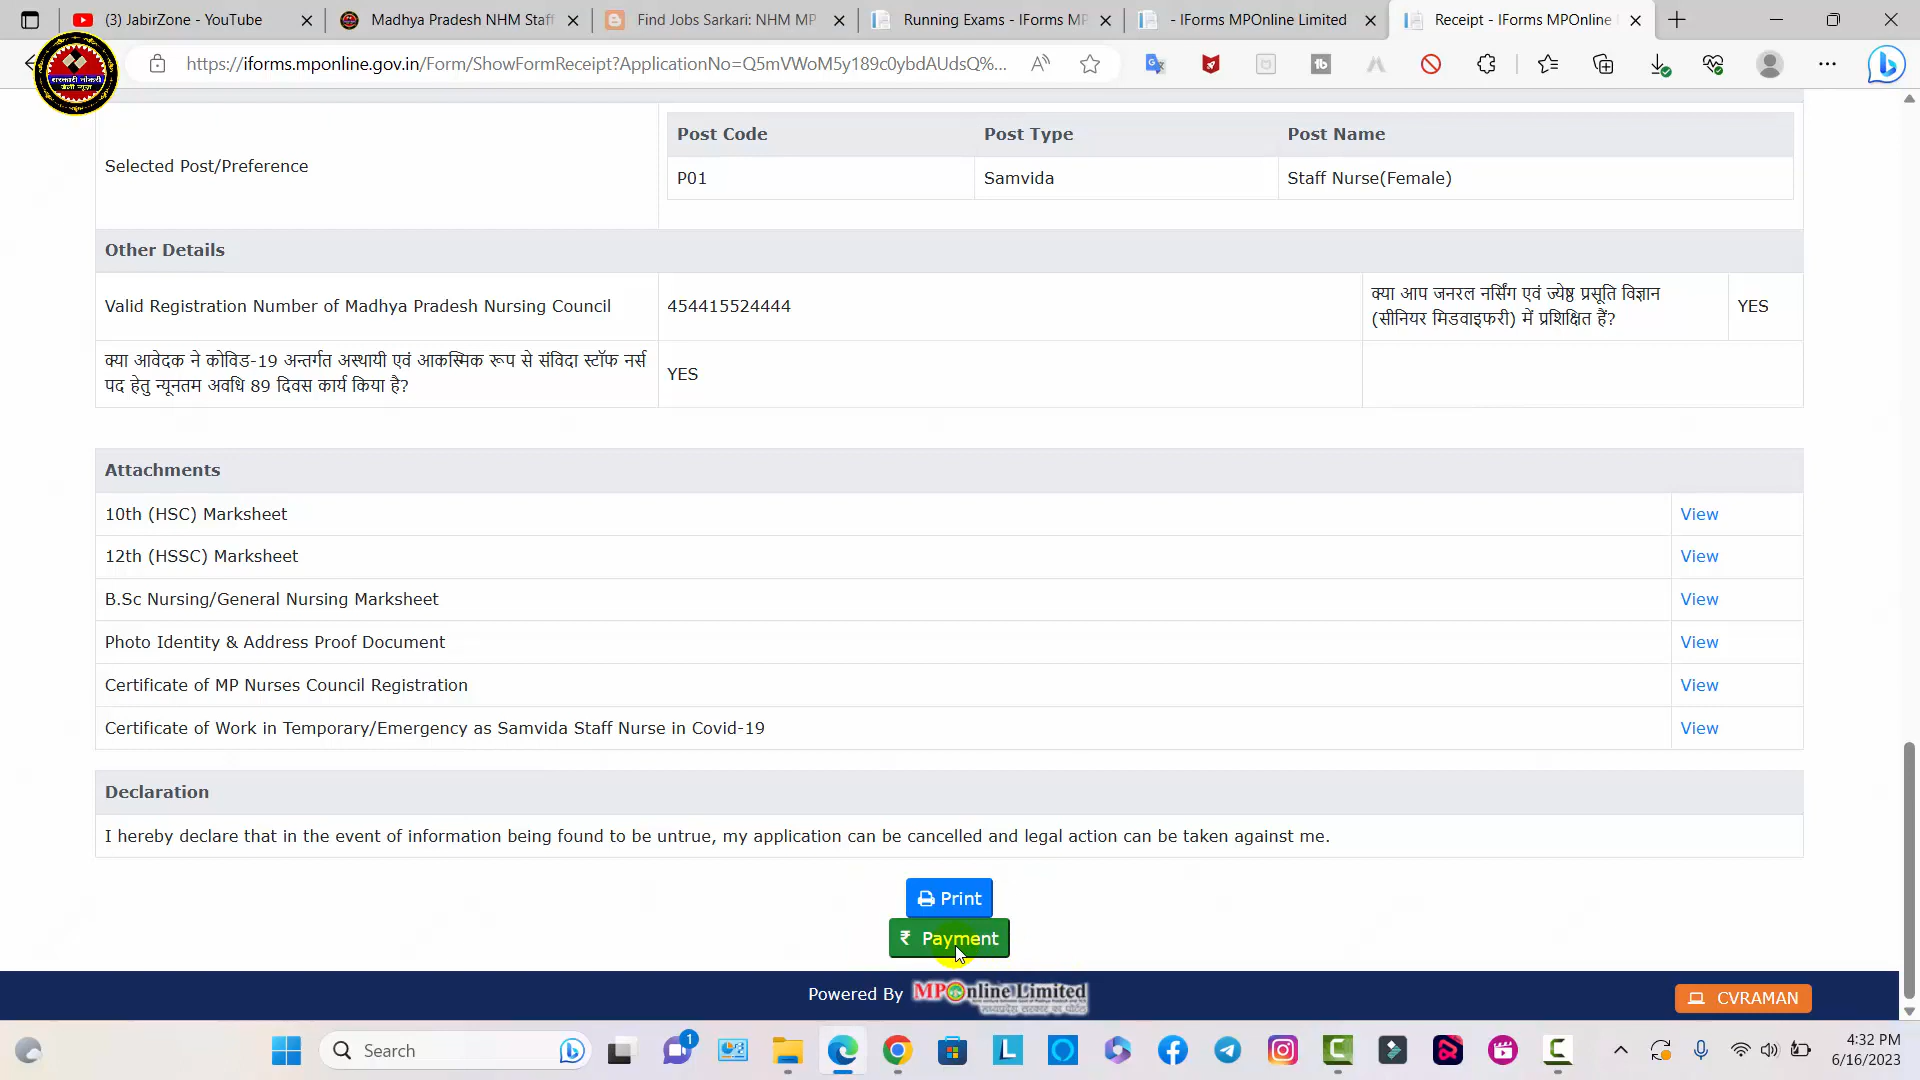 (3) JabirZone - YouTube
Madhya Pradesh NHM Staff
Find Jobs Sarkari: NHM MP
Running Exams - IForms MP
- IForms MPOnline Limited
Receipt - IForms MPOnline
https://iforms.mponline.gov.in/Form/ShowFormReceipt?ApplicationNo=Q5mVWoM5y189c0ybdAUdsQ%...
सरकारी नौकरी
Selected Post/Preference
Post Code Post Type Post Name
P01 Samvida Staff Nurse(Female)
Other Details
Valid Registration Number of Madhya Pradesh Nursing Council
454415524444
क्या आप जनरल नर्सिंग एवं ज्येष्ठ प्रसूति विज्ञान
(सीनियर मिडवाइफरी) में प्रशिक्षित हैं?
YES
क्या आवेदक ने कोविड-19 अन्तर्गत अस्थायी एवं आकस्मिक रूप से संविदा स्टॉफ नर्स
पद हेतु न्यूनतम अवधि 89 दिवस कार्य किया है?
YES
Attachments
10th (HSC) Marksheet View
12th (HSSC) Marksheet View
B.Sc Nursing/General Nursing Marksheet View
Photo Identity & Address Proof Document View
Certificate of MP Nurses Council Registration View
Certificate of Work in Temporary/Emergency as Samvida Staff Nurse in Covid-19 View
Declaration
I hereby declare that in the event of information being found to be untrue, my application can be cancelled and legal action can be taken against me.
Print
₹ Payment
Powered By MPOnline Limited
CVRAMAN
Search
1
4:32 PM
6/16/2023